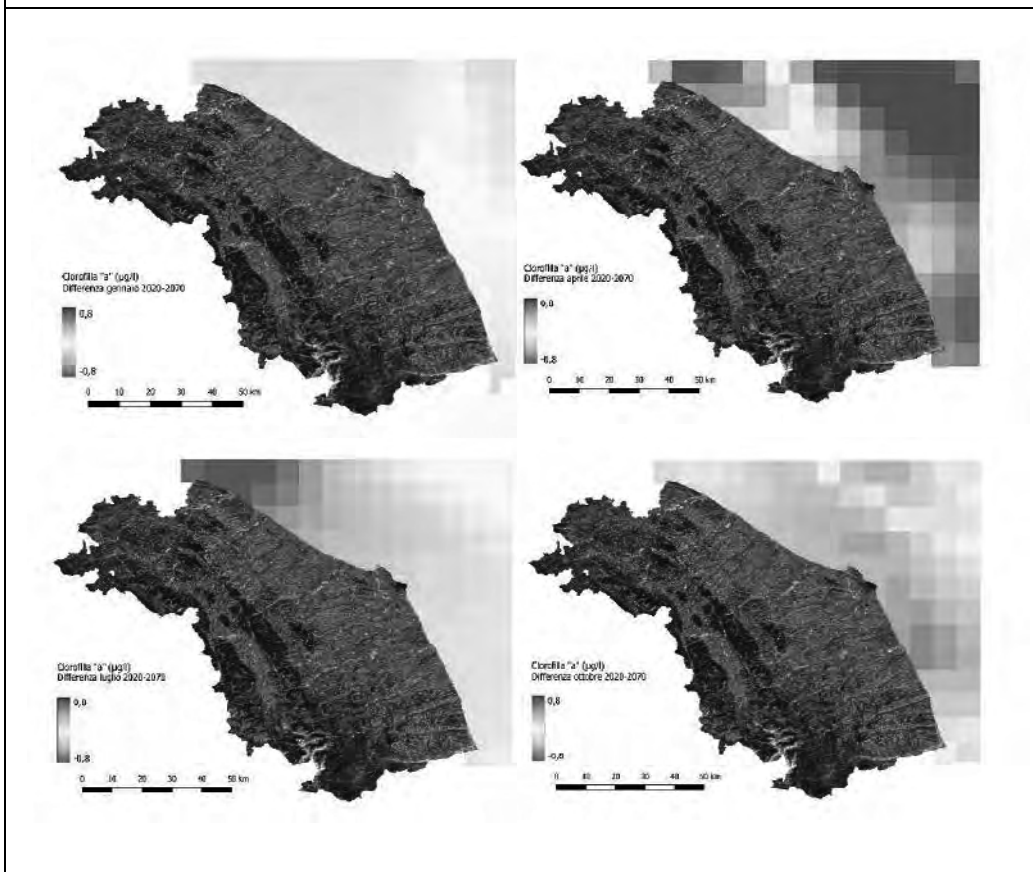 Clorofilla "a" (µg/l)
Differenza gennaio 2020-2070
0,8
-0,8
0 10 20 30 40 50 km
Clorofilla "a" (µg/l)
Differenza aprile 2020-2070
0,8
-0,8
0 10 20 30 40 50 km
Clorofilla "a" (µg/l)
Differenza luglio 2020-2070
0,8
-0,8
0 10 20 30 40 50 km
Clorofilla "a" (µg/l)
Differenza ottobre 2020-2070
0,8
-0,8
0 10 20 30 40 50 km